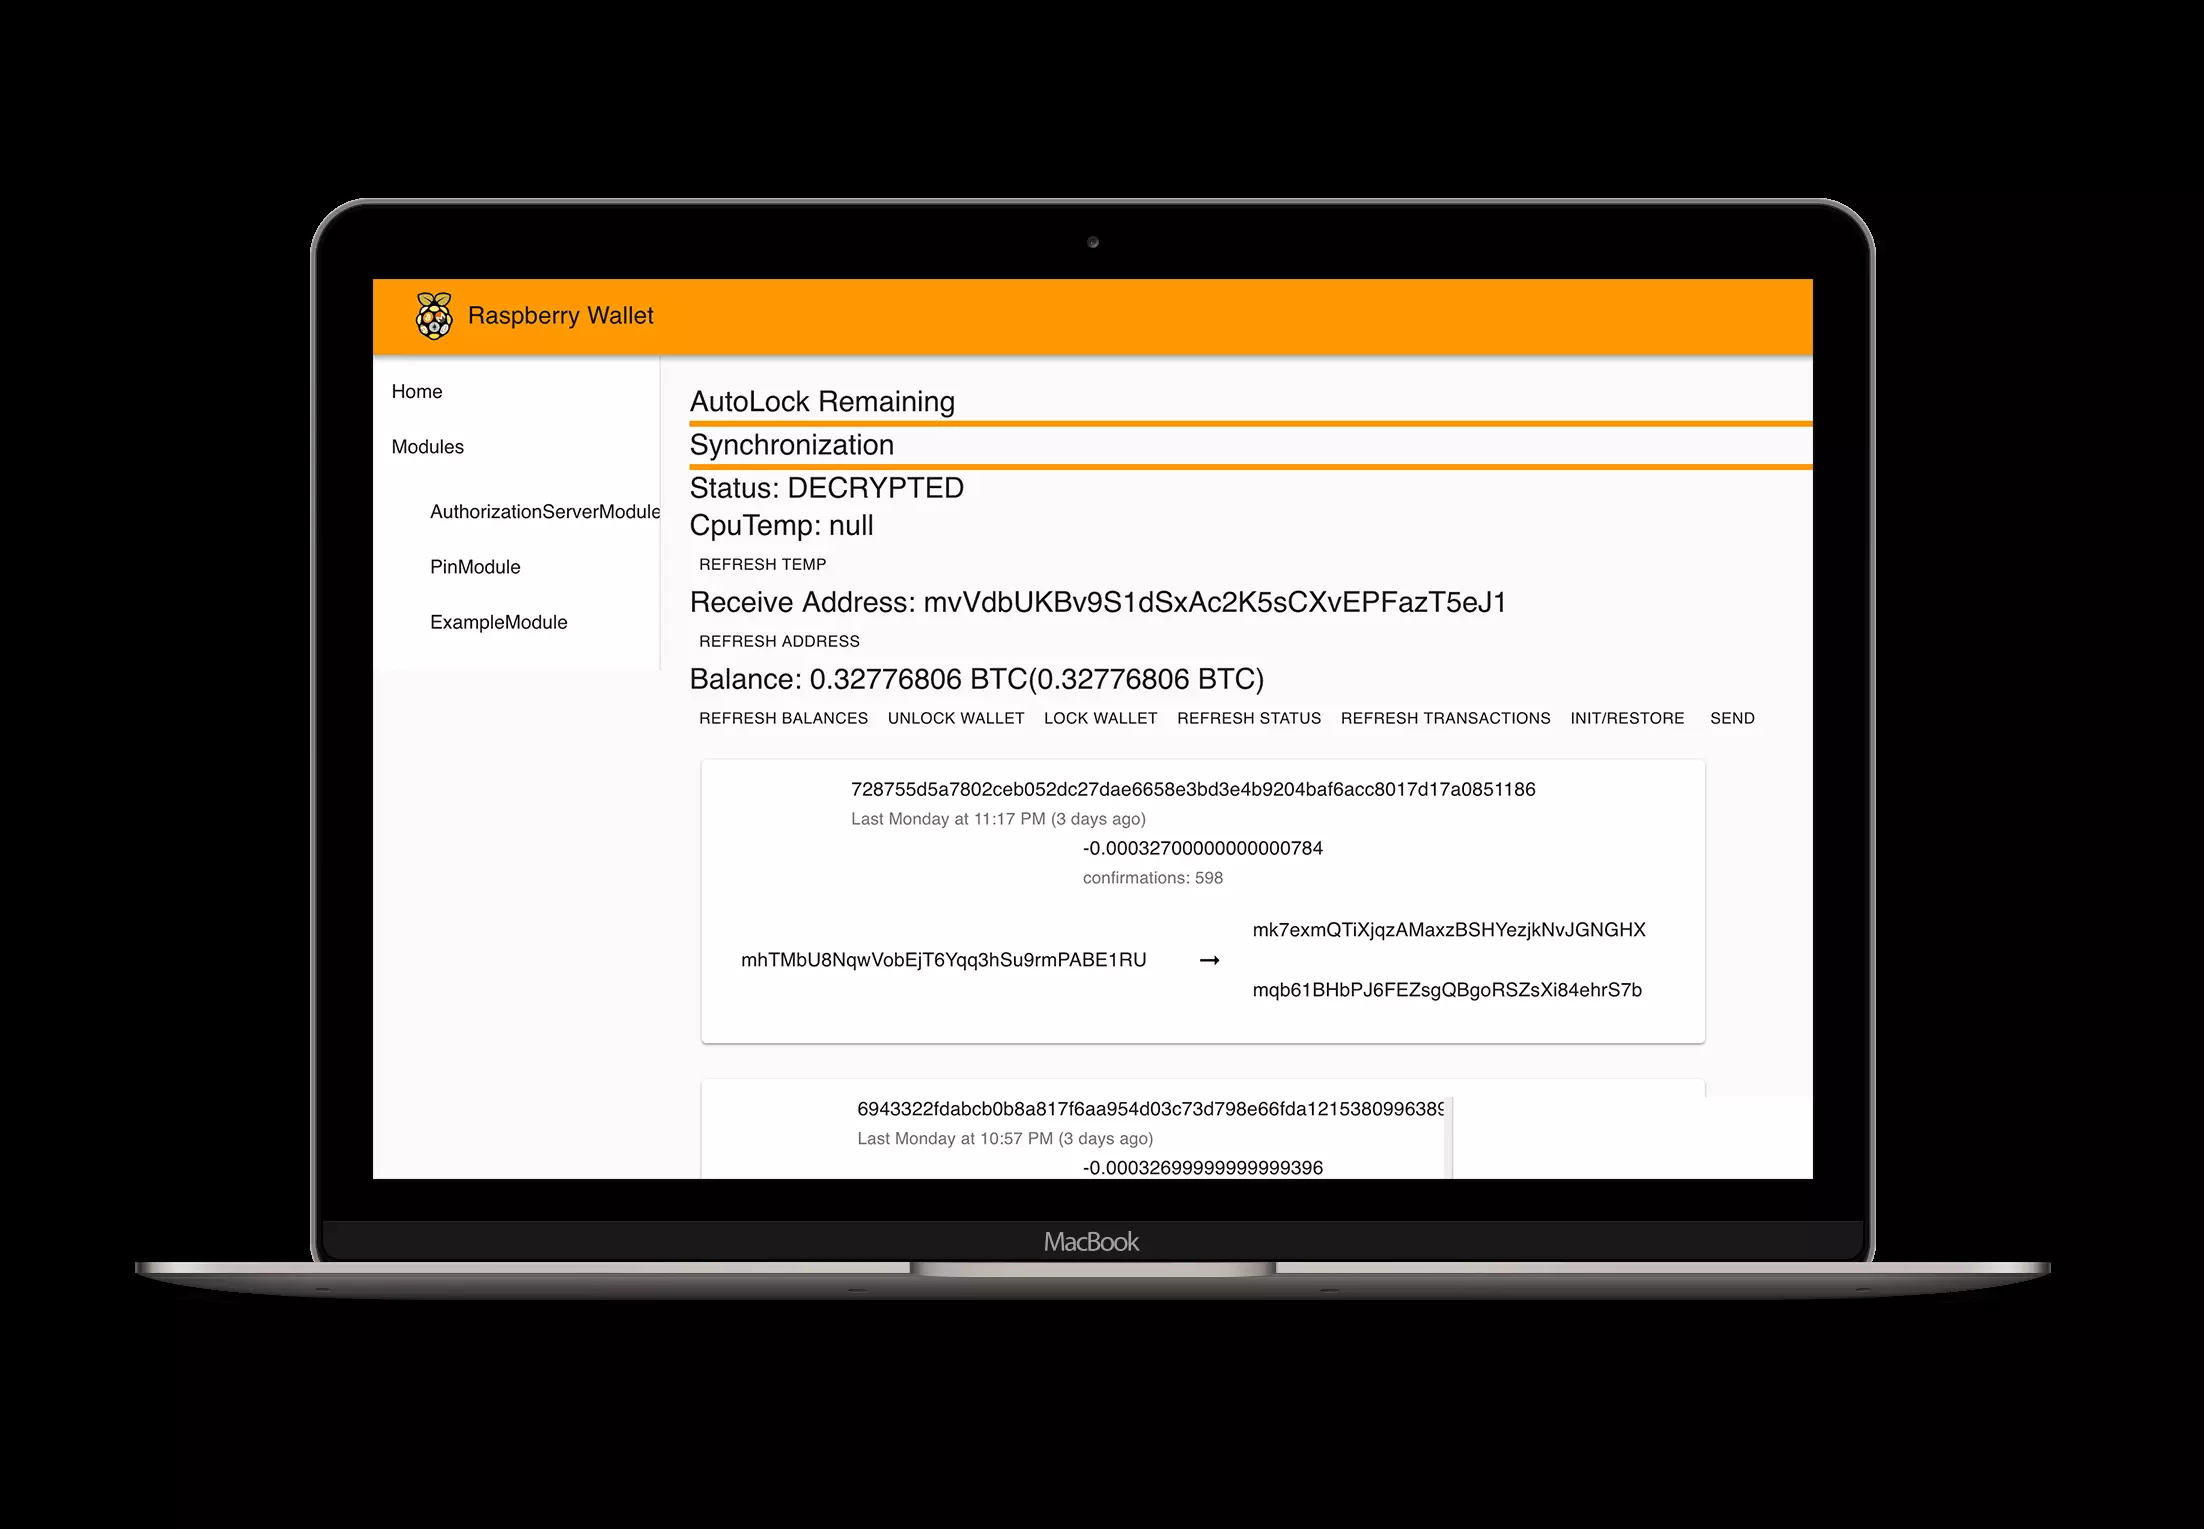 Raspberry Wallet
Home
Modules
AuthorizationServerModule
PinModule
ExampleModule
AutoLock Remaining
Synchronization
Status: DECRYPTED
CpuTemp: null
REFRESH TEMP
Receive Address: mvVdbUKBv9S1dSxAc2K5sCXvEPFazT5eJ1
REFRESH ADDRESS
Balance: 0.32776806 BTC(0.32776806 BTC)
REFRESH BALANCES UNLOCK WALLET LOCK WALLET REFRESH STATUS REFRESH TRANSACTIONS INIT/RESTORE SEND
728755d5a7802ceb052dc27dae6658e3bd3e4b9204baf6acc8017d17a0851186
Last Monday at 11:17 PM (3 days ago)
-0.00032700000000000784
confirmations: 598
mk7exmQTiXjqzAMaxzBSHYezjkNvJGNGHX
mhTMbU8NqwVobEjT6Yqq3hSu9rmPABE1RU →
mqb61BHbPJ6FEZsgQBgoRSZsXi84ehrS7b
6943322fdabcb0b8a817f6aa954d03c73d798e66fda1215380996389
Last Monday at 10:57 PM (3 days ago)
-0.00032699999999999396
MacBook